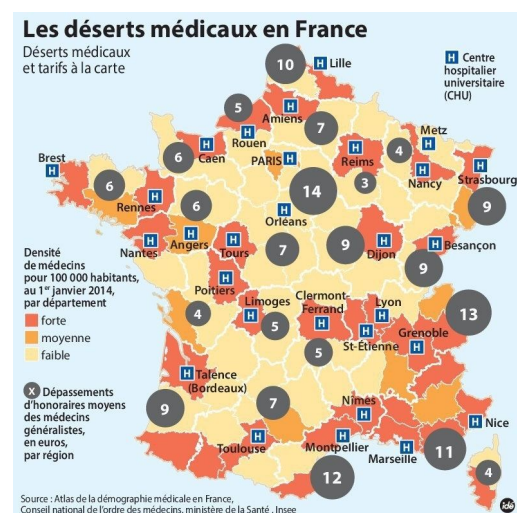 Les déserts médicaux en France
Déserts médicaux
et tarifs à la carte
H Centre
hospitalier
universitaire
(CHU)
10
H Lille
5
H
Amiens
7
H
Rouen
6
H
Caen
PARIS H
H
Reims
3
4
Metz
H
H
Nancy
H
Strasbourg
Brest
H
6
H
Rennes
6
14
H
Orléans
9
H
Nantes
H
Angers
H
Tours
7
9
H
Dijon
H Besançon
9
Densité
de médecins
pour 100 000 habitants,
au 1er janvier 2014,
par département
forte
moyenne
faible
H
Poitiers
4
Limoges
H
5
Clermont-
Ferrand
H
Lyon
H
H
St-Étienne
Grenoble
H
13
5
x Dépassements
d'honoraires moyens
des médecins
généralistes,
en euros,
par région
H Talence
(Bordeaux)
9
7
Nîmes
H
H
Toulouse
H
Montpellier
H
Marseille
H
Nice
11
12
4
Source : Atlas de la démographie médicale en France,
Conseil national de l'ordre des médecins, ministère de la Santé , Insee
idé